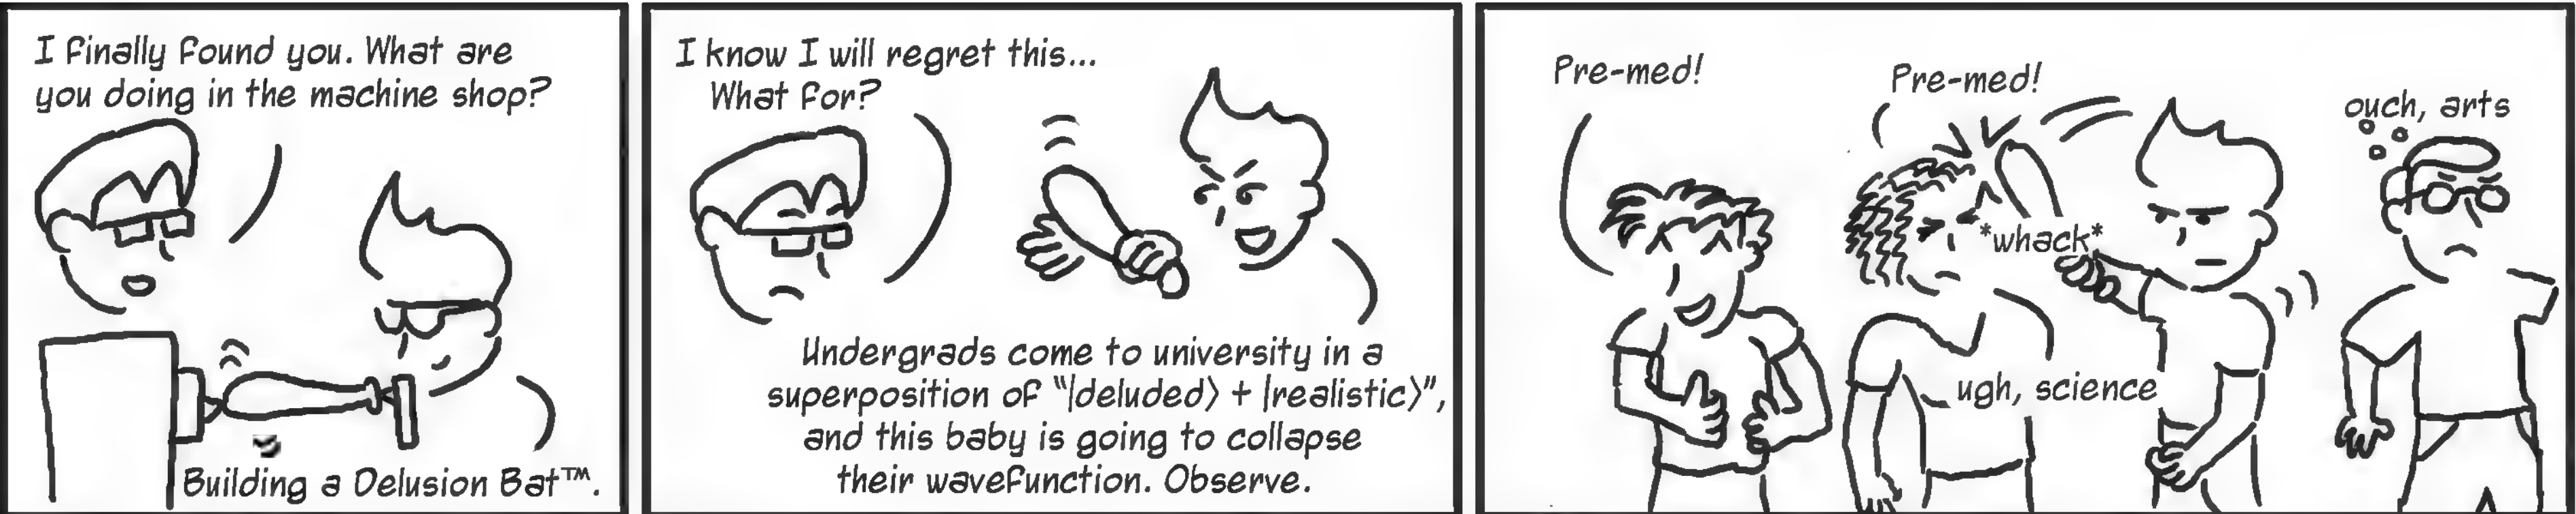 I finally found you. What are
you doing in the machine shop?
Building a Delusion Bat™.
I know I will regret this...
What for?
Undergrads come to university in a
superposition of "|deluded⟩ + |realistic⟩",
and this baby is going to collapse
their wavefunction. Observe.
Pre-med!
Pre-med!
*whack*
ugh, science
ouch, arts